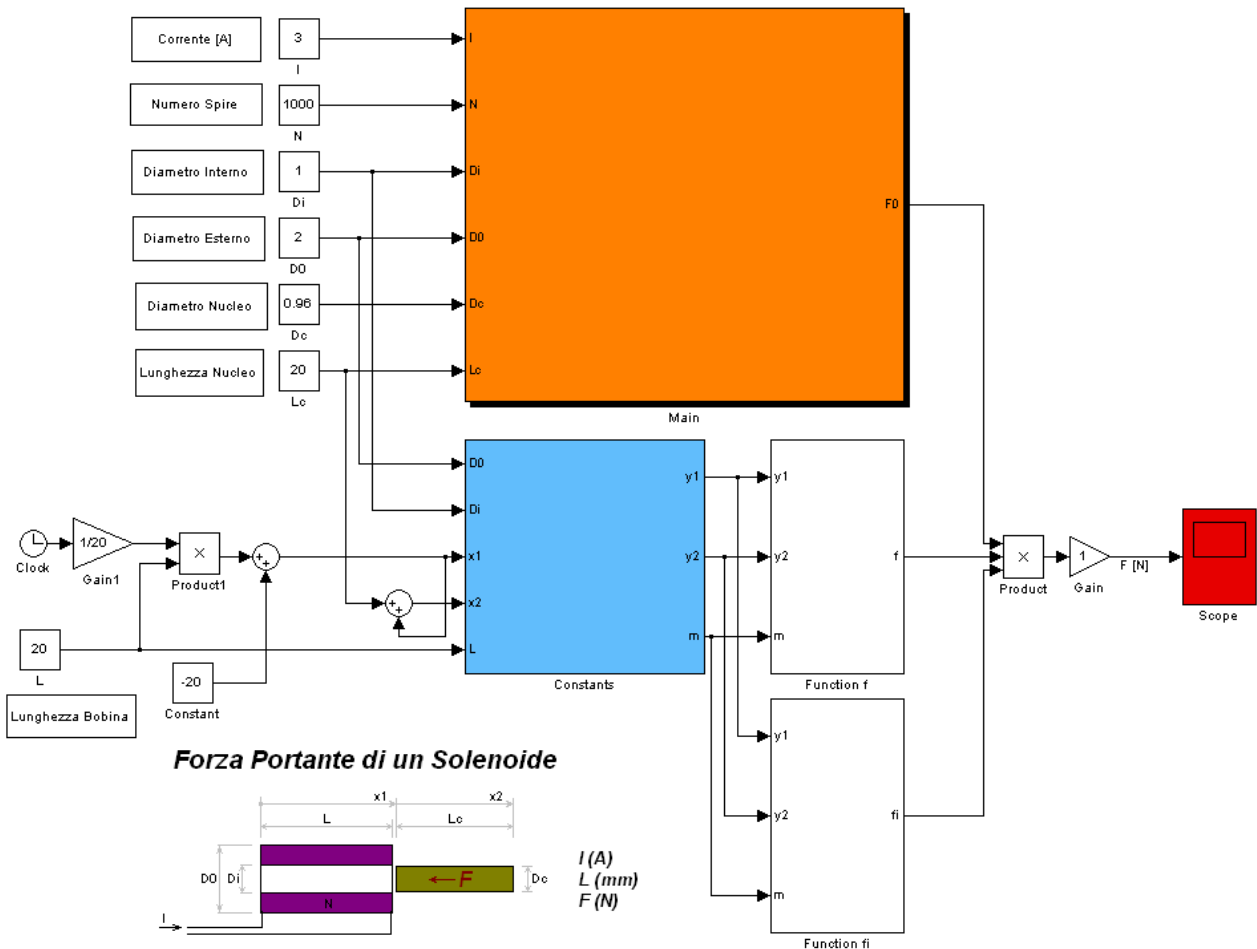 Corrente [A]
3
I
I
Numero Spire
1000
N
N
Diametro Interno
1
Di
Di
F0
Diametro Esterno
2
D0
D0
Diametro Nucleo
0.96
Dc
Dc
Lunghezza Nucleo
20
Lc
Lc
Main
D0
Di
x1
x2
L
y1
y2
m
Constants
y1
y2
m
f
Function f
Clock
1/20
Gain1
×
Product1
+
+
+
+
20
L
Lunghezza Bobina
-20
Constant
×
Product
1
Gain
F [N]
Scope
y1
y2
m
fi
Function fi
Forza Portante di un Solenoide
x1
x2
L
Lc
D0
Di
N
F
Dc
I
I (A)
L (mm)
F (N)